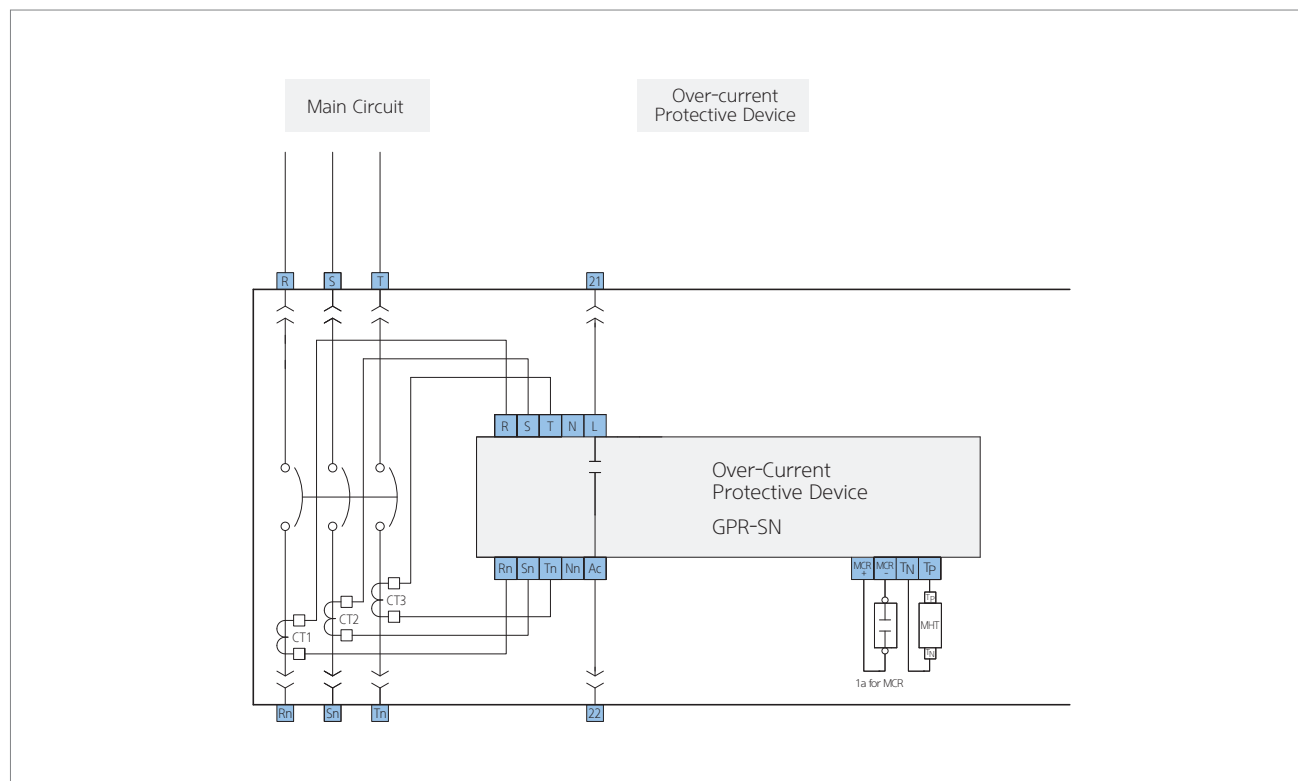 Main Circuit
Over-current
Protective Device
R S T 21
R S T N L
Over-Current
Protective Device
GPR-SN
Rn Sn Tn Nn Ac
MCR
+
MCR
-
TN TP
CT3
CT2
CT1
TP
MHT
TN
1a for MCR
Rn Sn Tn 22